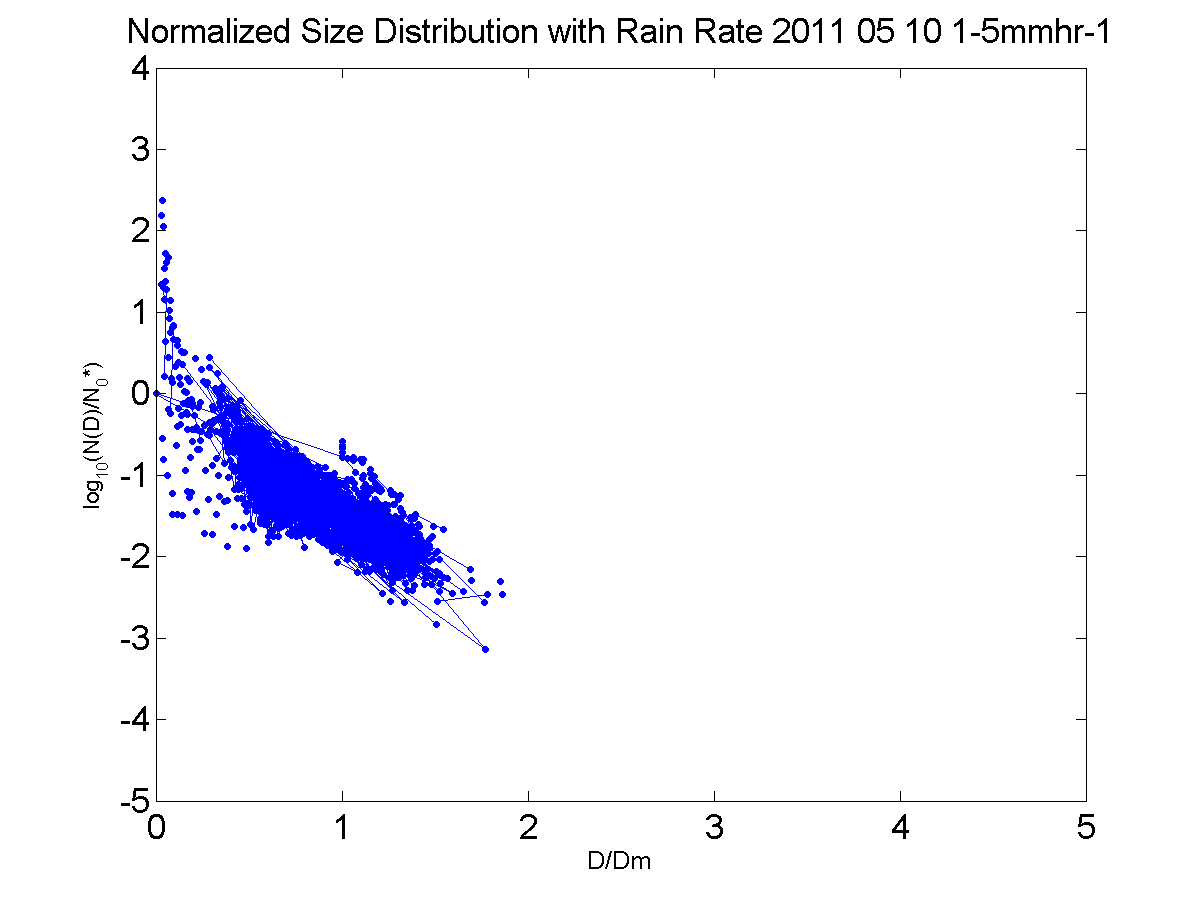 Normalized Size Distribution with Rain Rate 2011 05 10 1-5mmhr-1
4
3
2
1
0
-1
-2
-3
-4
-5
log10(N(D)/N0*)
0 1 2 3 4 5
D/Dm